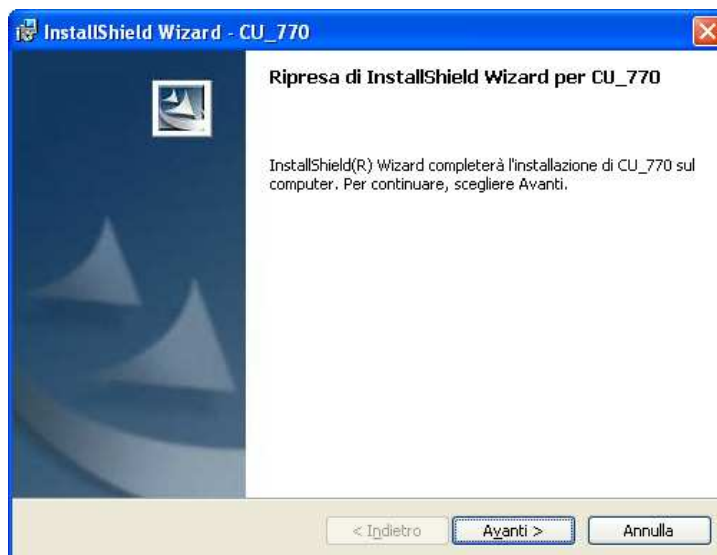 InstallShield Wizard - CU_770
Ripresa di InstallShield Wizard per CU_770
InstallShield(R) Wizard completerà l'installazione di CU_770 sul
computer. Per continuare, scegliere Avanti.
< Indietro
Avanti >
Annulla